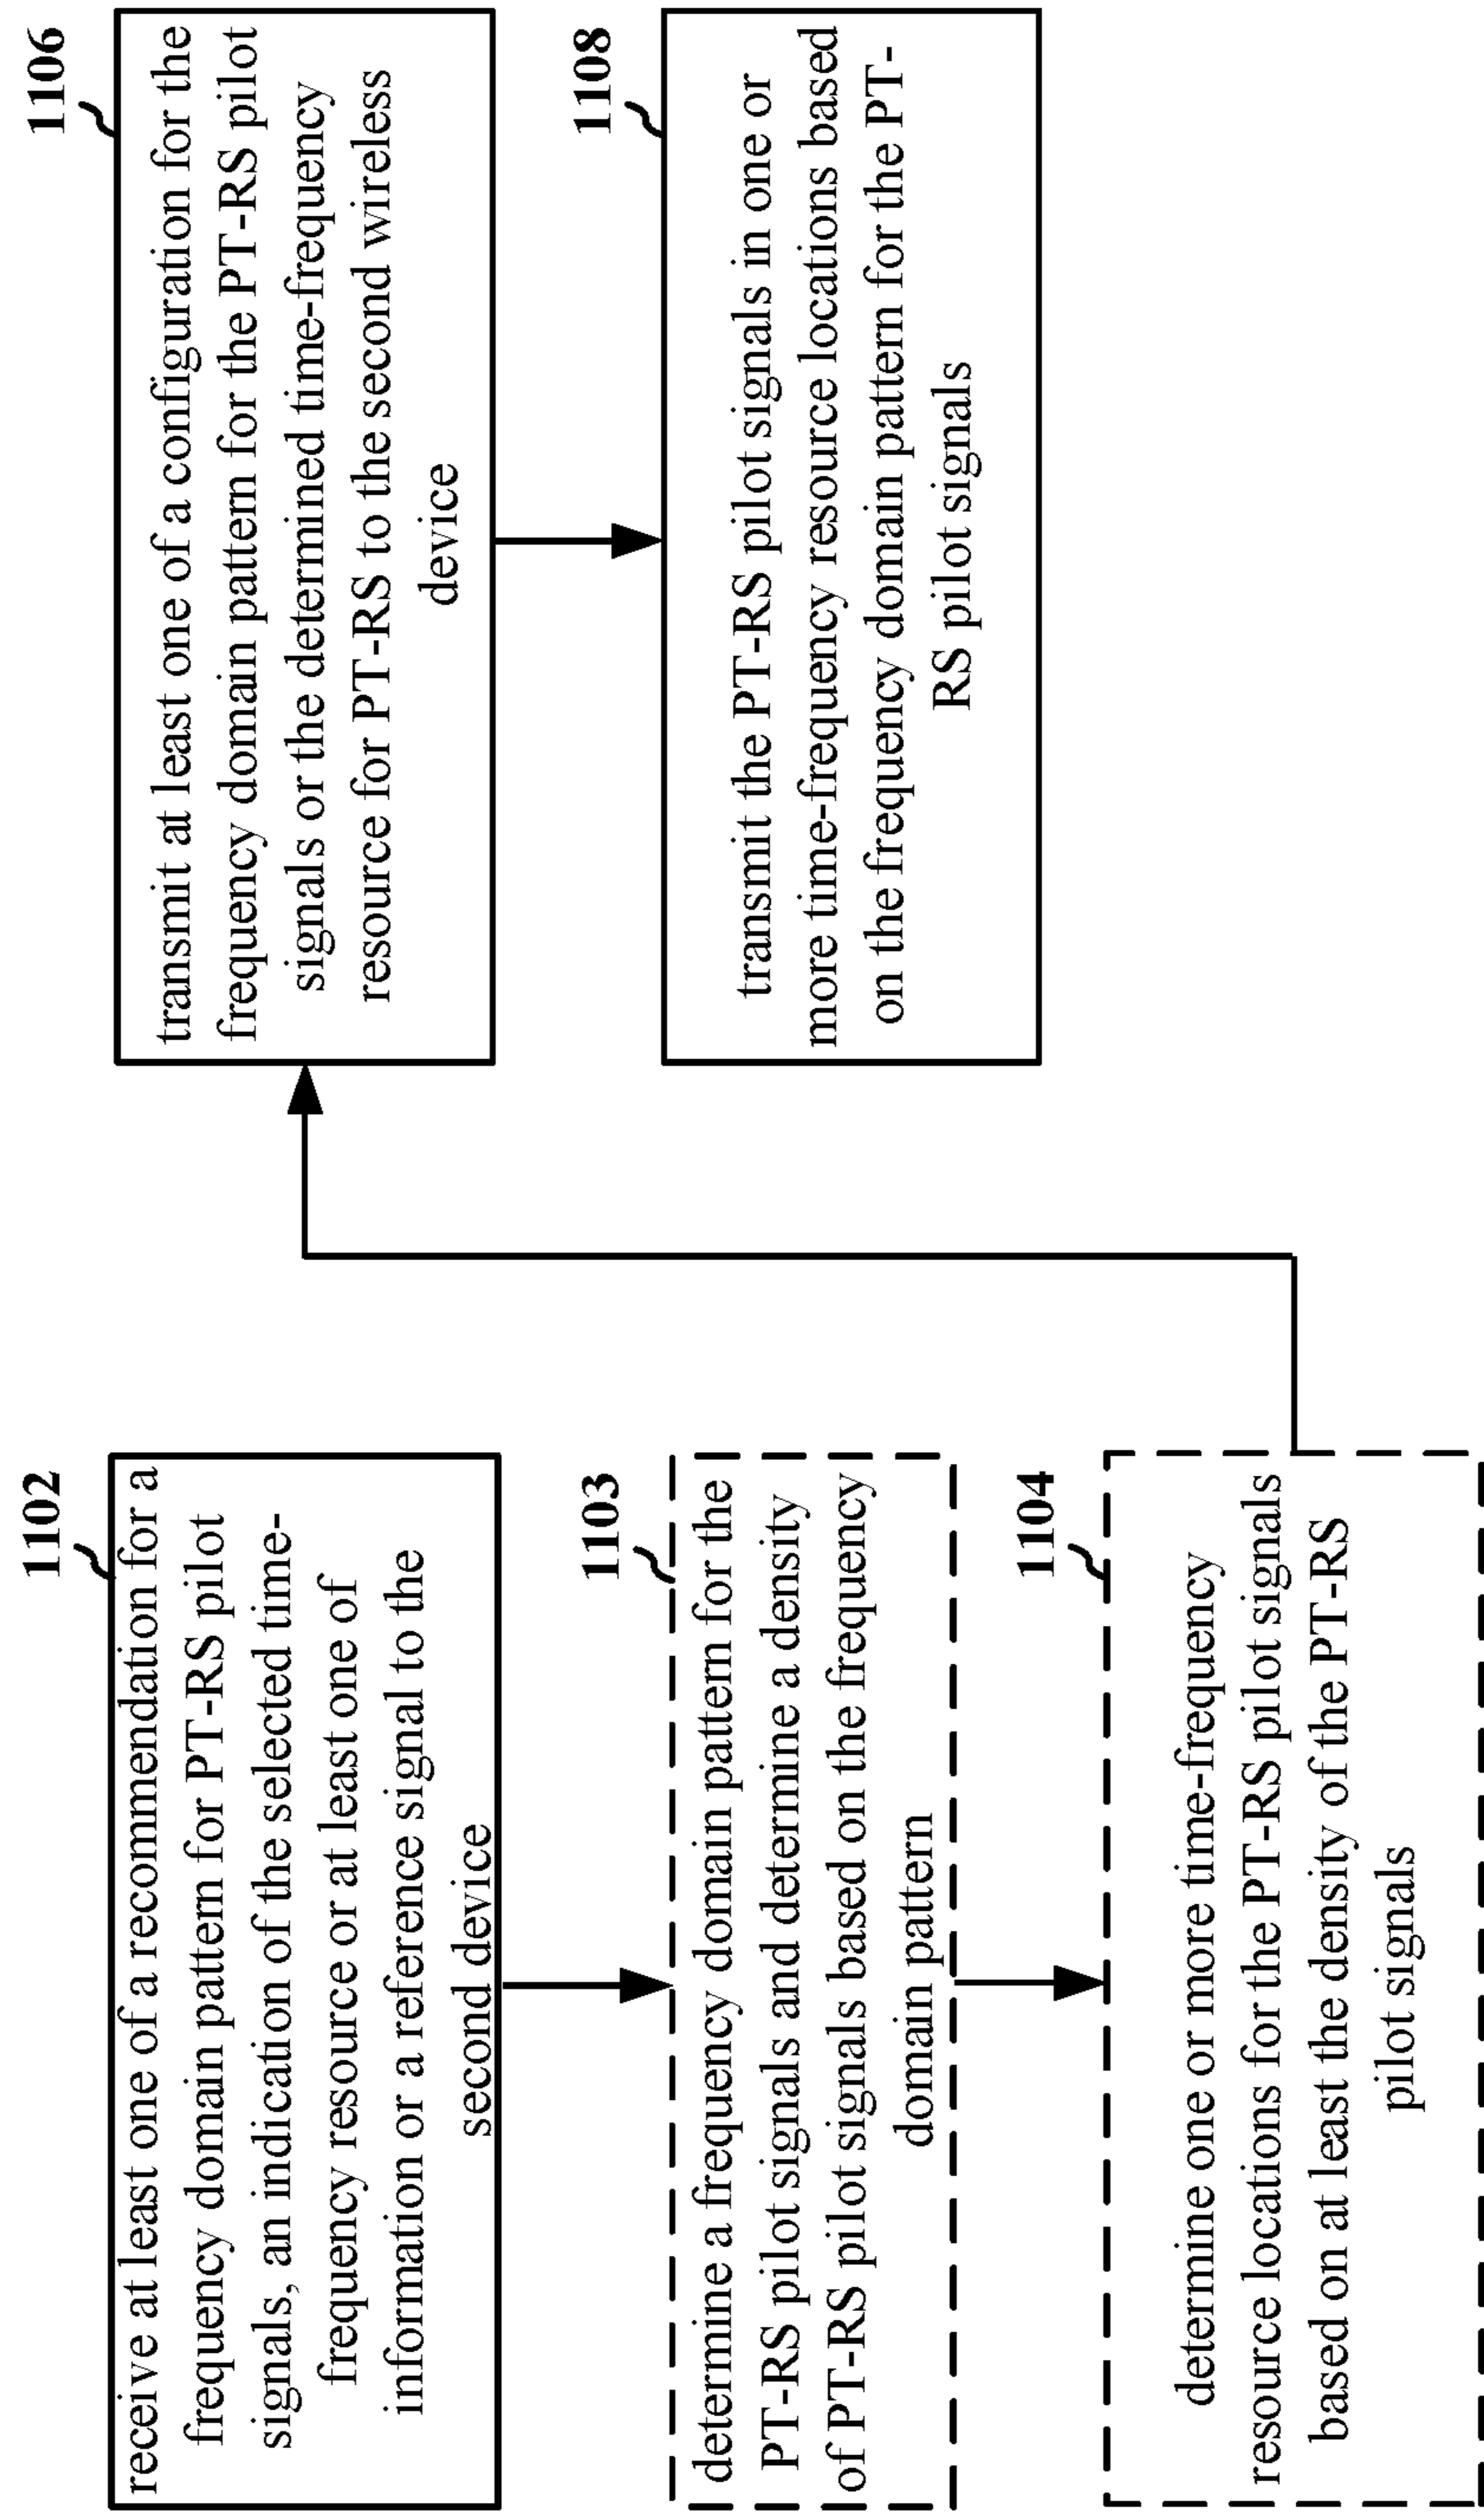 1102
receive at least one of a recommendation for a
frequency domain pattern for PT-RS pilot
signals, an indication of the selected time-
frequency resource or at least one of
information or a reference signal to the
second device
1103
determine a frequency domain pattern for the
PT-RS pilot signals and determine a density
of PT-RS pilot signals based on the frequency
domain pattern
1104
determine one or more time-frequency
resource locations for the PT-RS pilot signals
based on at least the density of the PT-RS
pilot signals
1106
transmit at least one of a configuration for the
frequency domain pattern for the PT-RS pilot
signals or the determined time-frequency
resource for PT-RS to the second wireless
device
1108
transmit the PT-RS pilot signals in one or
more time-frequency resource locations based
on the frequency domain pattern for the PT-
RS pilot signals